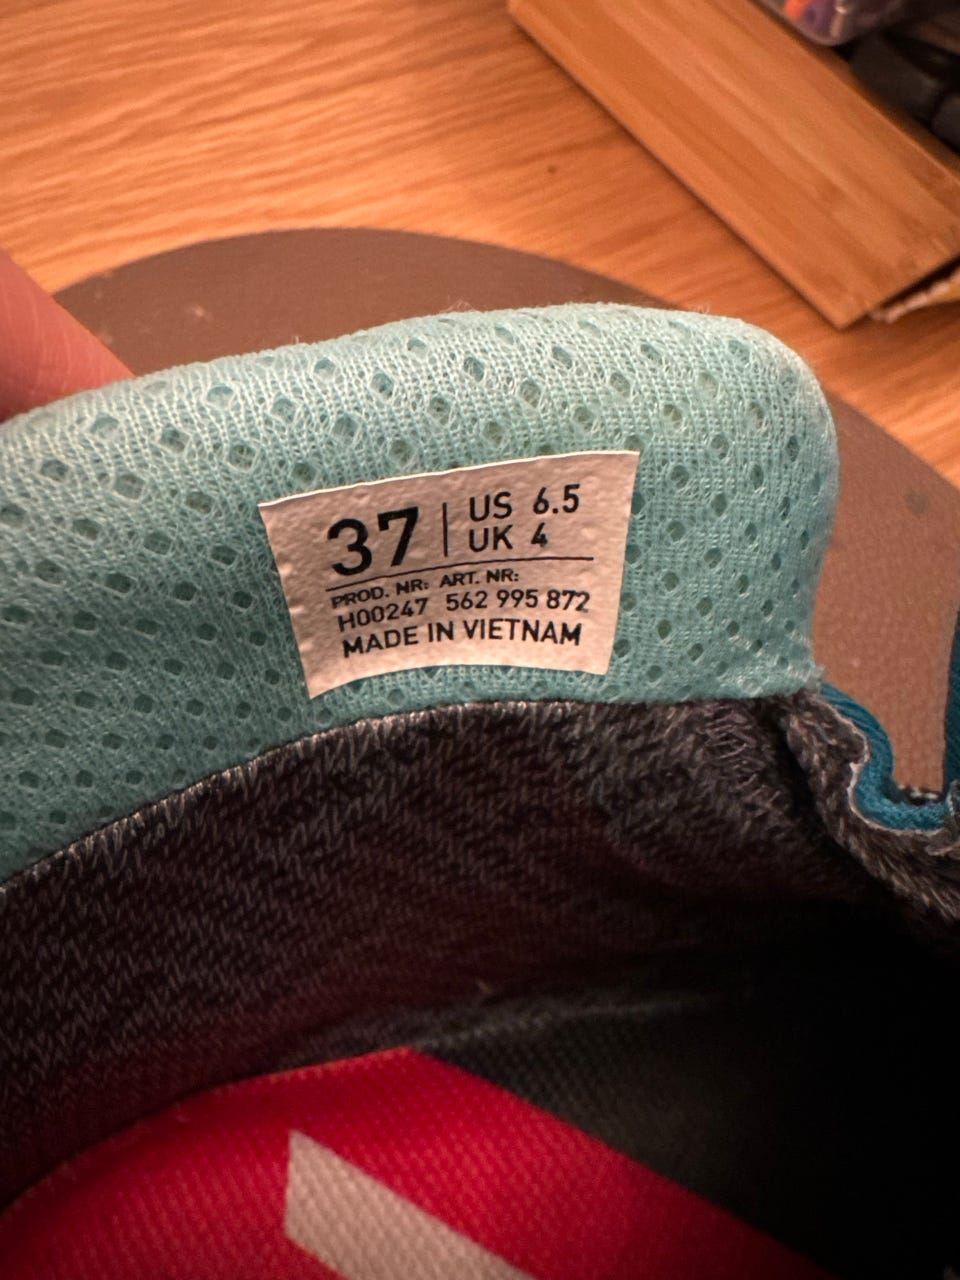 37 | US 6.5
UK 4
PROD. NR: ART. NR:
H00247 562 995 872
MADE IN VIETNAM